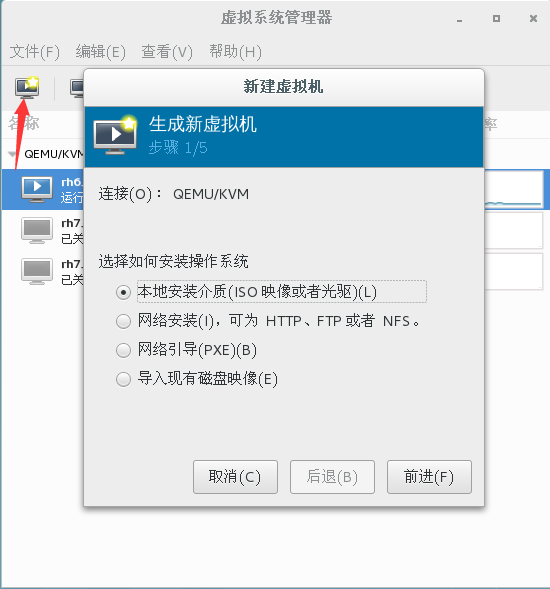 虚拟系统管理器
文件(F) 编辑(E) 查看(V) 帮助(H)
名称
率
QEMU/KVM
rh6.
运行
rh7.
已关
rh7.
已关
新建虚拟机
生成新虚拟机
步骤 1/5
连接(O)： QEMU/KVM
选择如何安装操作系统
本地安装介质(ISO 映像或者光驱)(L)
网络安装(I)，可为 HTTP、FTP 或者 NFS。
网络引导(PXE)(B)
导入现有磁盘映像(E)
取消(C) 后退(B) 前进(F)